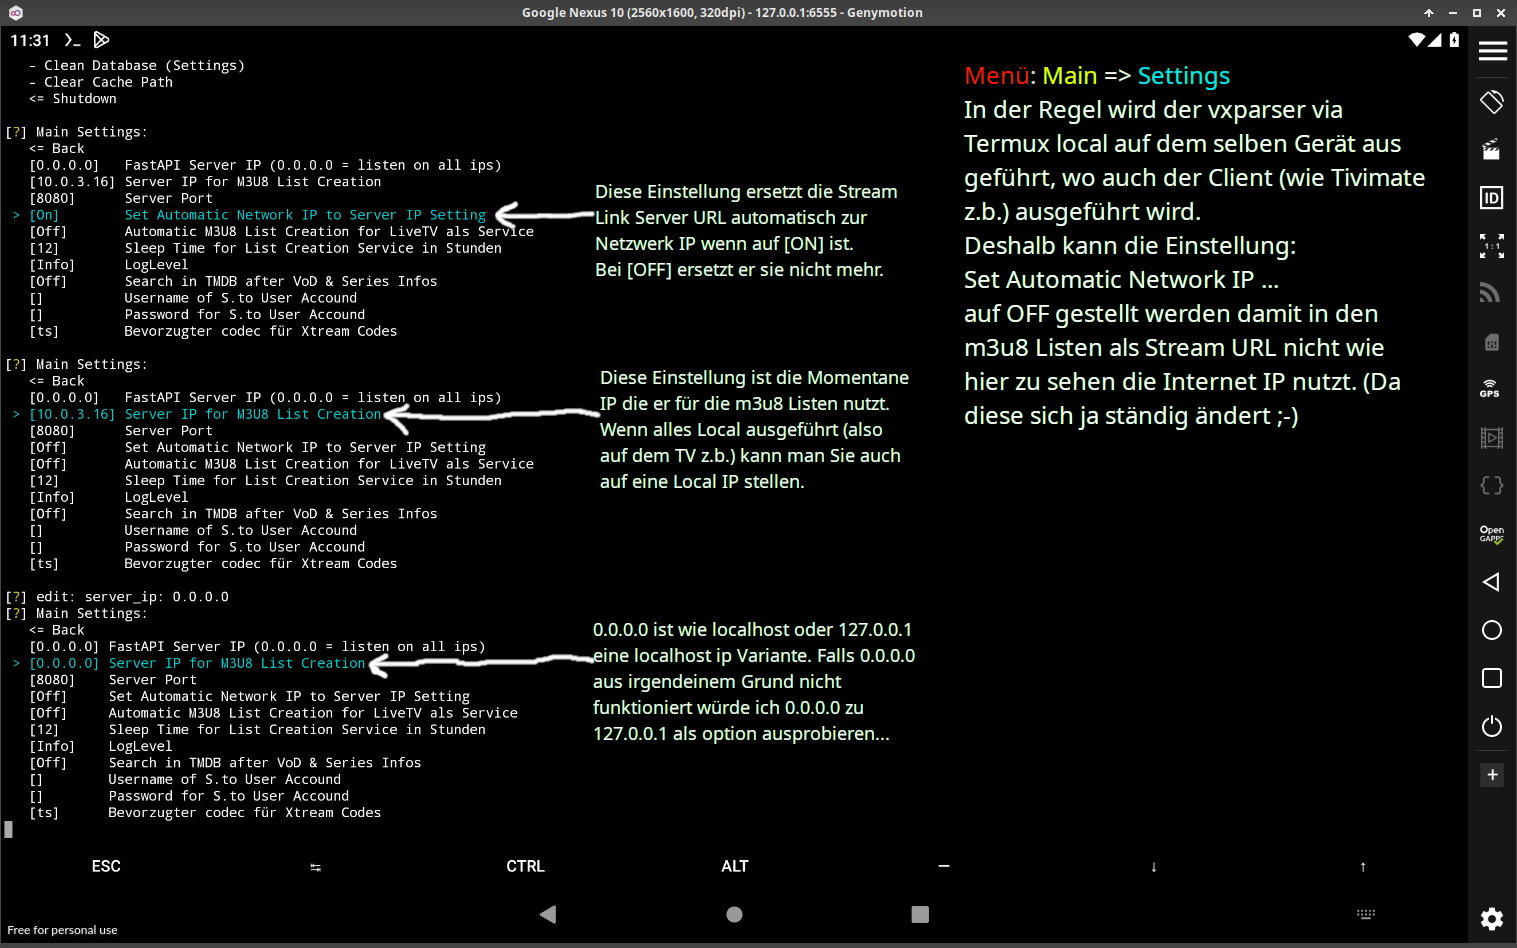 Google Nexus 10 (2560x1600, 320dpi) - 127.0.0.1:6555 - Genymotion
11:31
- Clean Database (Settings)
- Clear Cache Path
<= Shutdown
[?] Main Settings:
<= Back
[0.0.0.0] FastAPI Server IP (0.0.0.0 = listen on all ips)
[10.0.3.16] Server IP for M3U8 List Creation
[8080] Server Port
> [On] Set Automatic Network IP to Server IP Setting
[Off] Automatic M3U8 List Creation for LiveTV als Service
[12] Sleep Time for List Creation Service in Stunden
[Info] LogLevel
[Off] Search in TMDB after VoD & Series Infos
[] Username of S.to User Accound
[] Password for S.to User Accound
[ts] Bevorzugter codec für Xtream Codes
[?] Main Settings:
<= Back
[0.0.0.0] FastAPI Server IP (0.0.0.0 = listen on all ips)
> [10.0.3.16] Server IP for M3U8 List Creation
[8080] Server Port
[Off] Set Automatic Network IP to Server IP Setting
[Off] Automatic M3U8 List Creation for LiveTV als Service
[12] Sleep Time for List Creation Service in Stunden
[Info] LogLevel
[Off] Search in TMDB after VoD & Series Infos
[] Username of S.to User Accound
[] Password for S.to User Accound
[ts] Bevorzugter codec für Xtream Codes
[?] edit: server_ip: 0.0.0.0
[?] Main Settings:
<= Back
[0.0.0.0] FastAPI Server IP (0.0.0.0 = listen on all ips)
> [0.0.0.0] Server IP for M3U8 List Creation
[8080] Server Port
[Off] Set Automatic Network IP to Server IP Setting
[Off] Automatic M3U8 List Creation for LiveTV als Service
[12] Sleep Time for List Creation Service in Stunden
[Info] LogLevel
[Off] Search in TMDB after VoD & Series Infos
[] Username of S.to User Accound
[] Password for S.to User Accound
[ts] Bevorzugter codec für Xtream Codes
Diese Einstellung ersetzt die Stream
Link Server URL automatisch zur
Netzwerk IP wenn auf [ON] ist.
Bei [OFF] ersetzt er sie nicht mehr.
Diese Einstellung ist die Momentane
IP die er für die m3u8 Listen nutzt.
Wenn alles Local ausgeführt (also
auf dem TV z.b.) kann man Sie auch
auf eine Local IP stellen.
0.0.0.0 ist wie localhost oder 127.0.0.1
eine localhost ip Variante. Falls 0.0.0.0
aus irgendeinem Grund nicht
funktioniert würde ich 0.0.0.0 zu
127.0.0.1 als option ausprobieren...
Menü: Main => Settings
In der Regel wird der vxparser via
Termux local auf dem selben Gerät aus
geführt, wo auch der Client (wie Tivimate
z.b.) ausgeführt wird.
Deshalb kann die Einstellung:
Set Automatic Network IP ...
auf OFF gestellt werden damit in den
m3u8 Listen als Stream URL nicht wie
hier zu sehen die Internet IP nutzt. (Da
diese sich ja ständig ändert ;-)
ID
1:1
GPS
Open
GAPPS
ESC
CTRL
ALT
Free for personal use